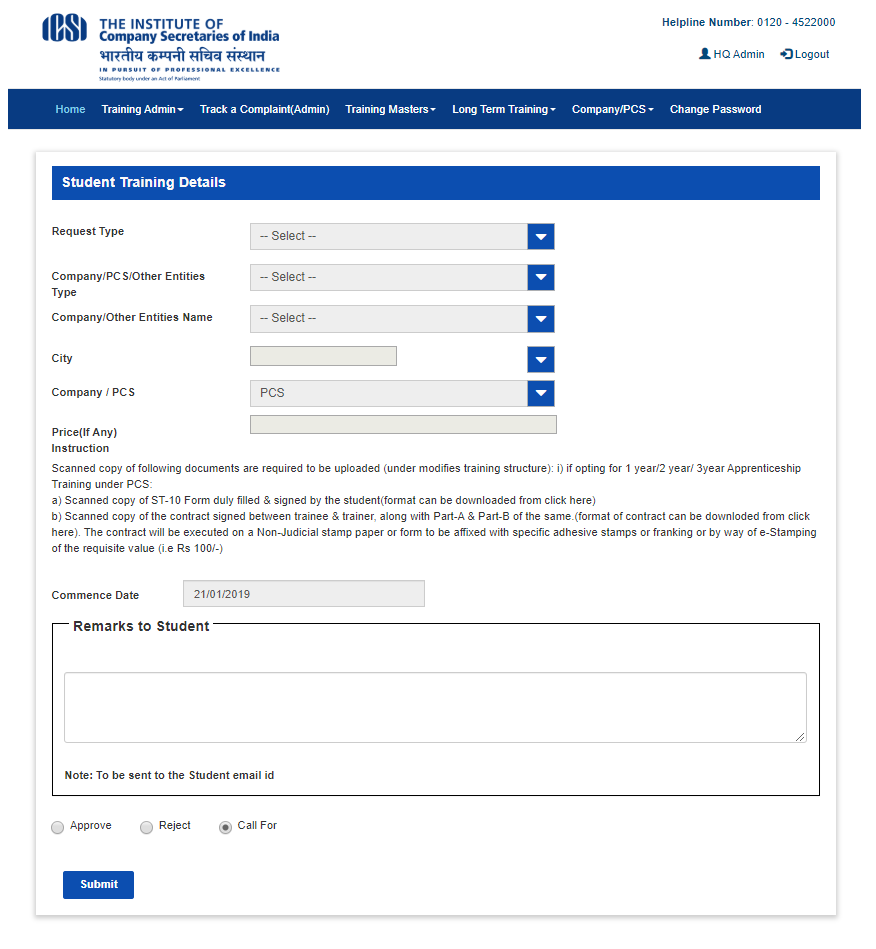 ICSI
THE INSTITUTE OF
Company Secretaries of India
भारतीय कम्पनी सचिव संस्थान
IN PURSUIT OF PROFESSIONAL EXCELLENCE
Statutory body under an Act of Parliament
Helpline Number: 0120 - 4522000
HQ Admin Logout
Home Training Admin Track a Complaint(Admin) Training Masters Long Term Training Company/PCS Change Password
Student Training Details
Request Type
-- Select --
Company/PCS/Other Entities
Type
-- Select --
Company/Other Entities Name
-- Select --
City
Company / PCS
PCS
Price(If Any)
Instruction
Scanned copy of following documents are required to be uploaded (under modifies training structure): i) if opting for 1 year/2 year/ 3year Apprenticeship
Training under PCS:
a) Scanned copy of ST-10 Form duly filled & signed by the student(format can be downloaded from click here)
b) Scanned copy of the contract signed between trainee & trainer, along with Part-A & Part-B of the same.(format of contract can be downloded from click
here). The contract will be executed on a Non-Judicial stamp paper or form to be affixed with specific adhesive stamps or franking or by way of e-Stamping
of the requisite value (i.e Rs 100/-)
Commence Date
21/01/2019
Remarks to Student
Note: To be sent to the Student email id
Approve Reject Call For
Submit